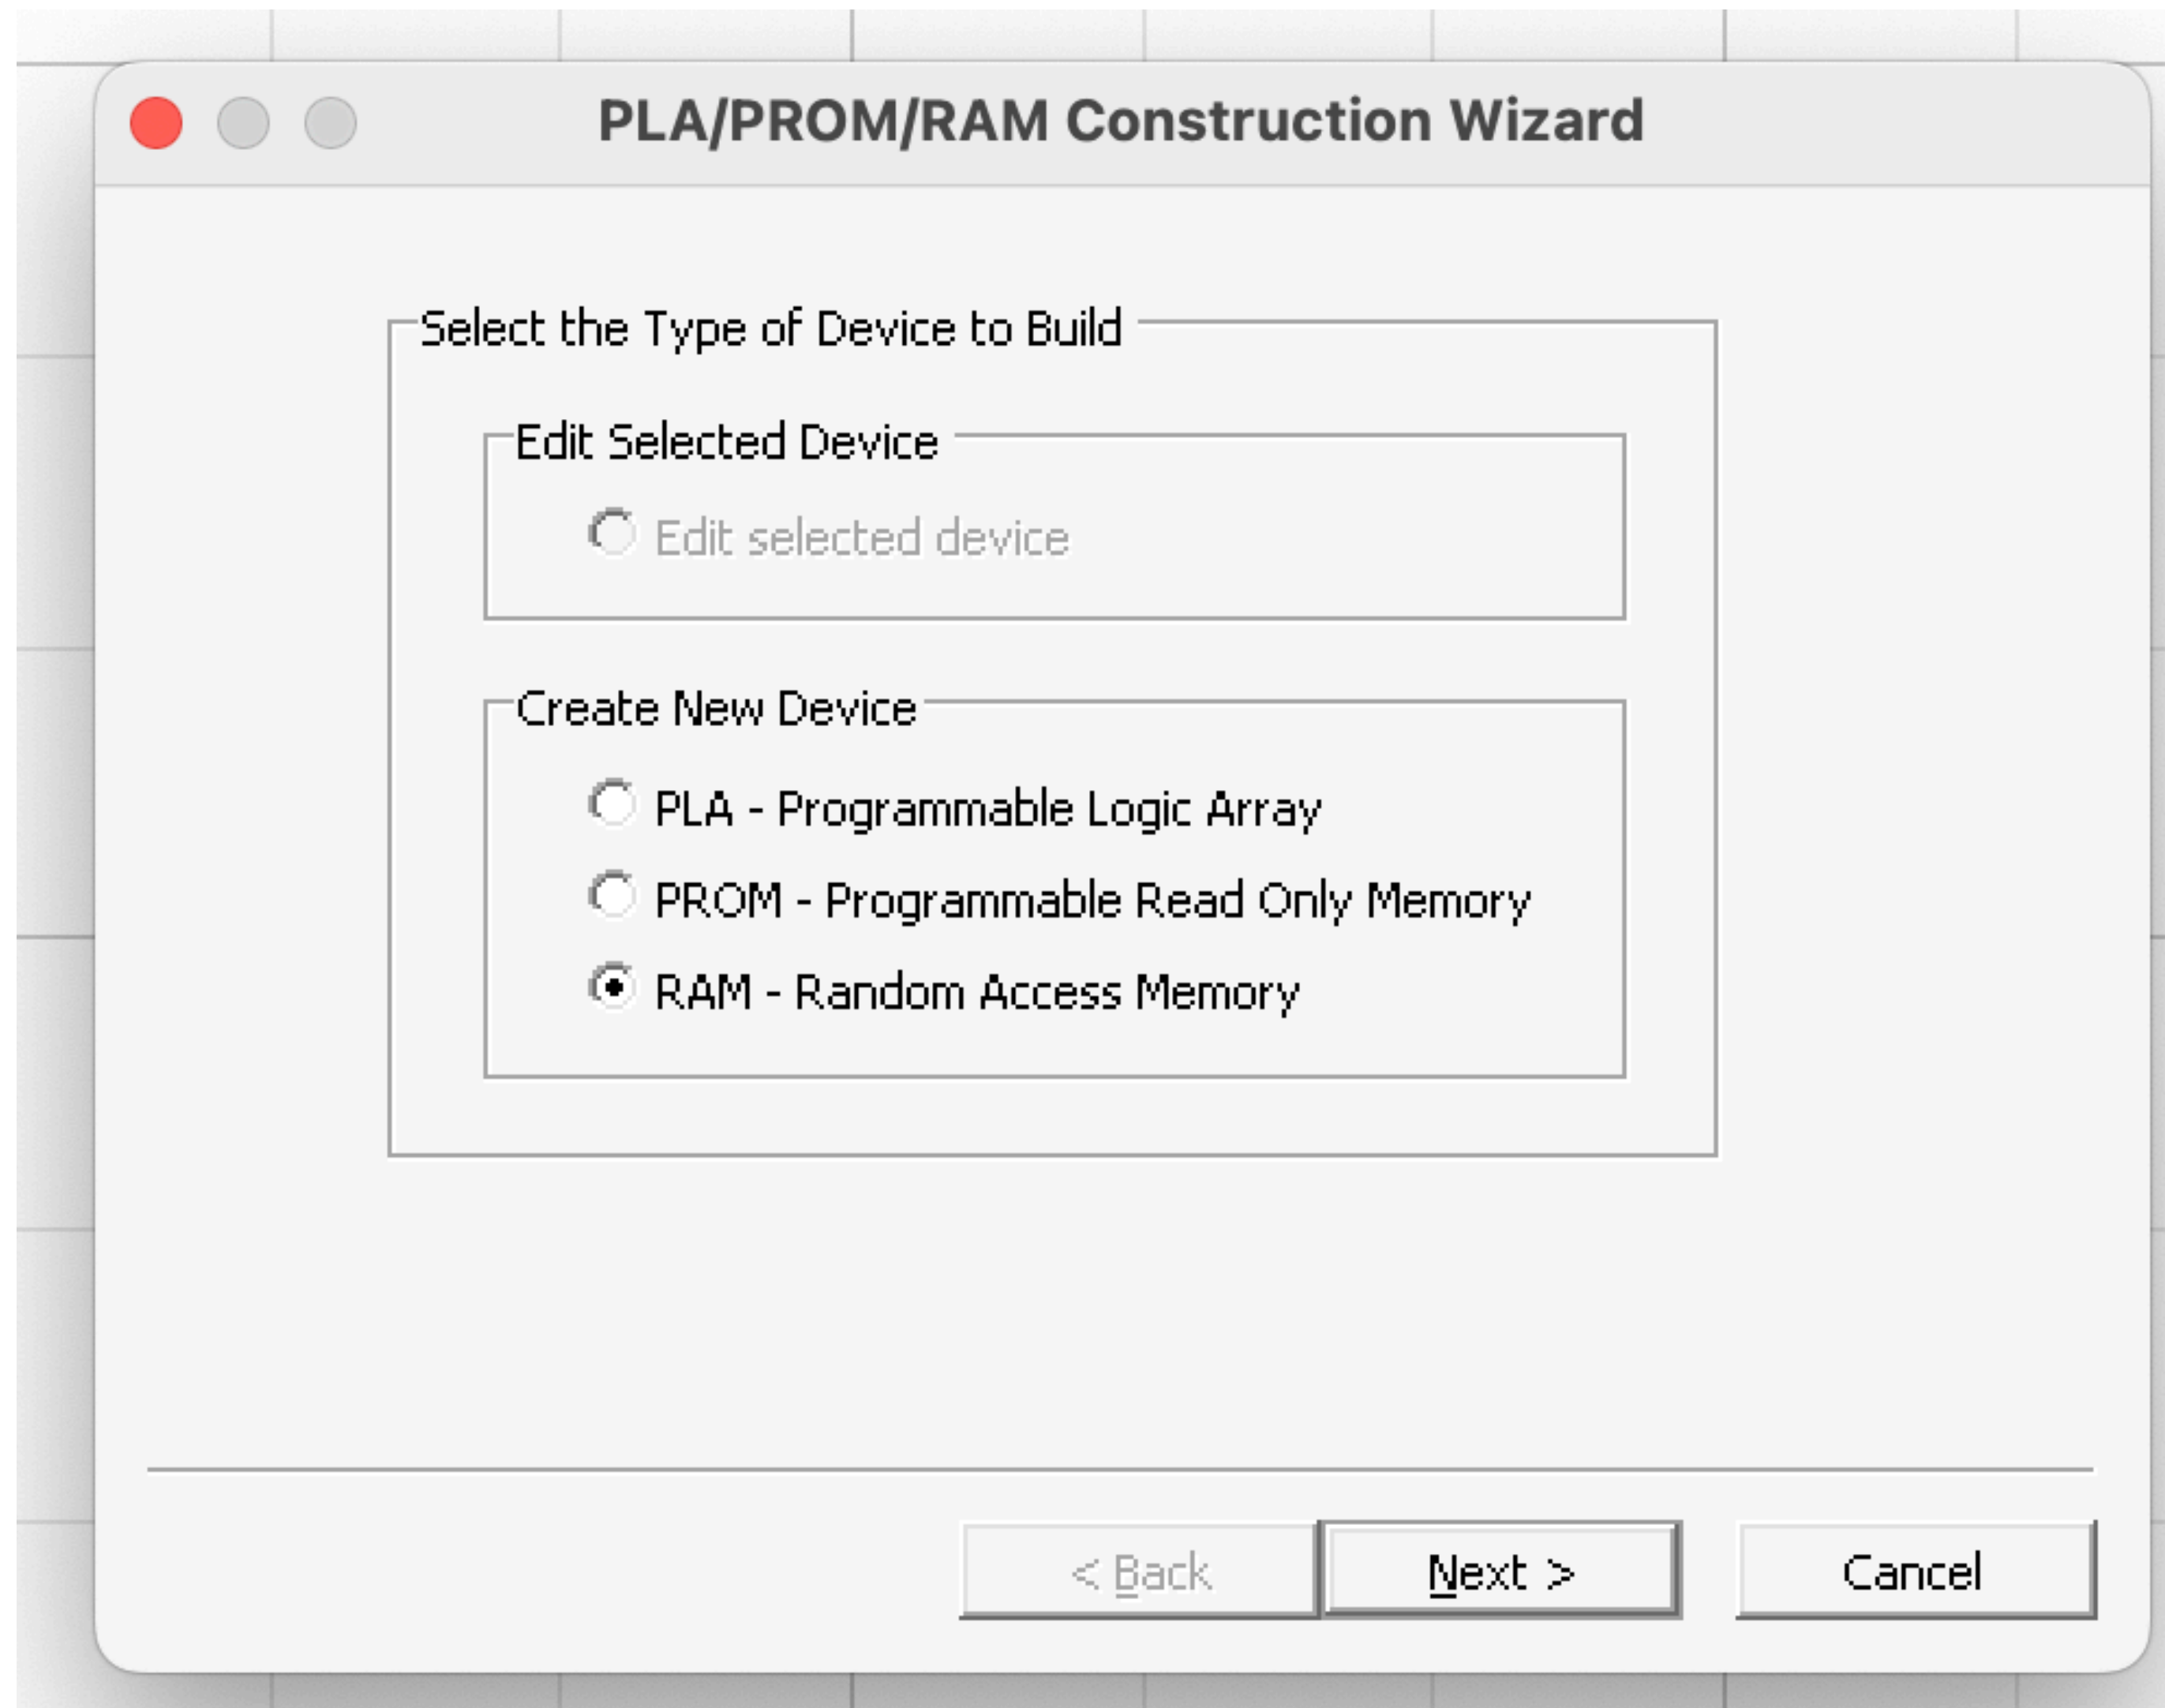 PLA/PROM/RAM Construction Wizard
Select the Type of Device to Build
Edit Selected Device
Edit selected device
Create New Device
PLA - Programmable Logic Array
PROM - Programmable Read Only Memory
RAM - Random Access Memory
< Back Next > Cancel